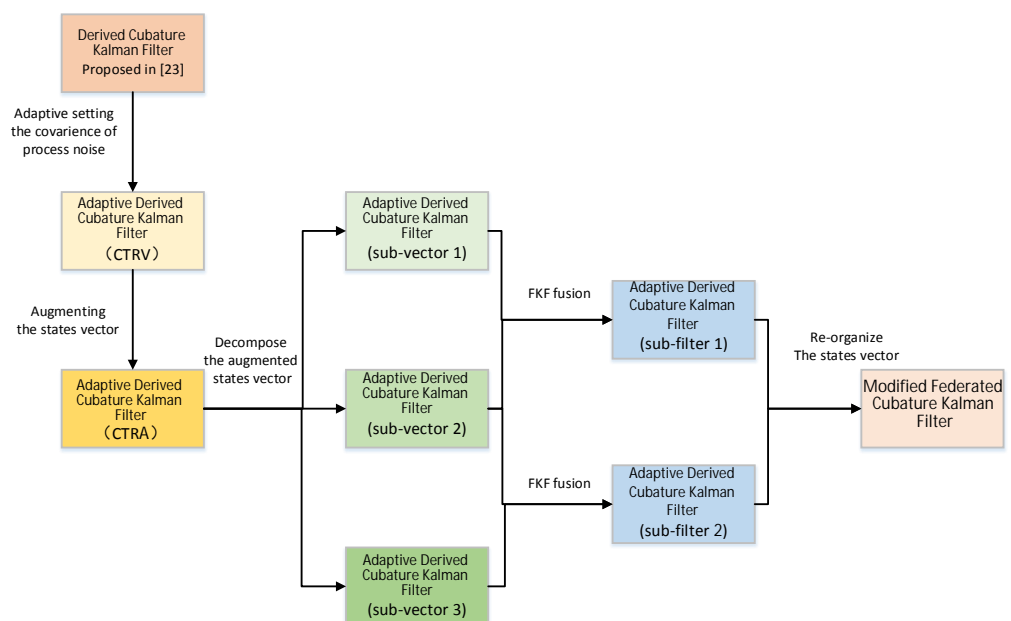 Derived Cubature
Kalman Filter
Proposed in [23]
Adaptive setting
the covarience of
process noise
Adaptive Derived
Cubature Kalman
Filter
（CTRV）
Augmenting
the states vector
Adaptive Derived
Cubature Kalman
Filter
（CTRA）
Decompose
the augmented
states vector
Adaptive Derived
Cubature Kalman
Filter
(sub-vector 1)
Adaptive Derived
Cubature Kalman
Filter
(sub-vector 2)
Adaptive Derived
Cubature Kalman
Filter
(sub-vector 3)
FKF fusion
Adaptive Derived
Cubature Kalman
Filter
(sub-filter 1)
FKF fusion
Adaptive Derived
Cubature Kalman
Filter
(sub-filter 2)
Re-organize
The states vector
Modified Federated
Cubature Kalman
Filter